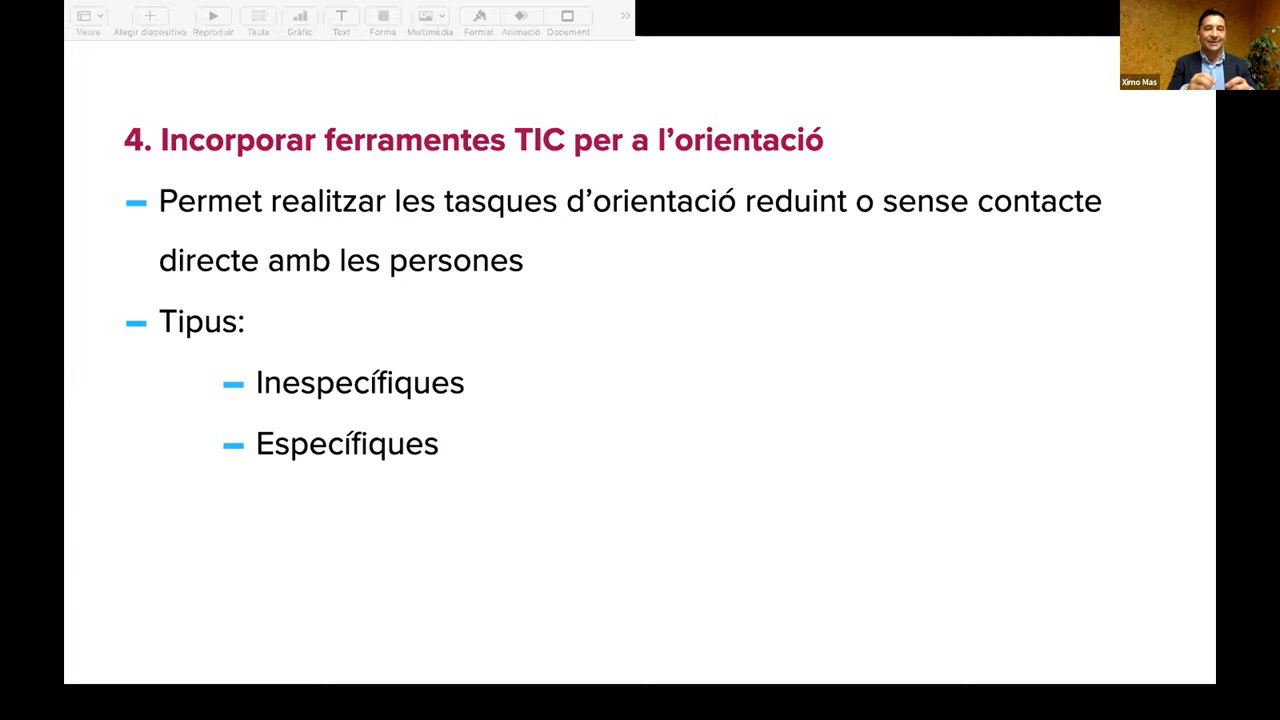 Veure Afegir diapositiva Reproduir Taula Gràfic Text Forma Multimèdia Format Animació Document
Ximo Mas
4. Incorporar ferramentes TIC per a l’orientació
Permet realitzar les tasques d’orientació reduint o sense contacte
directe amb les persones
Tipus:
Inespecífiques
Específiques